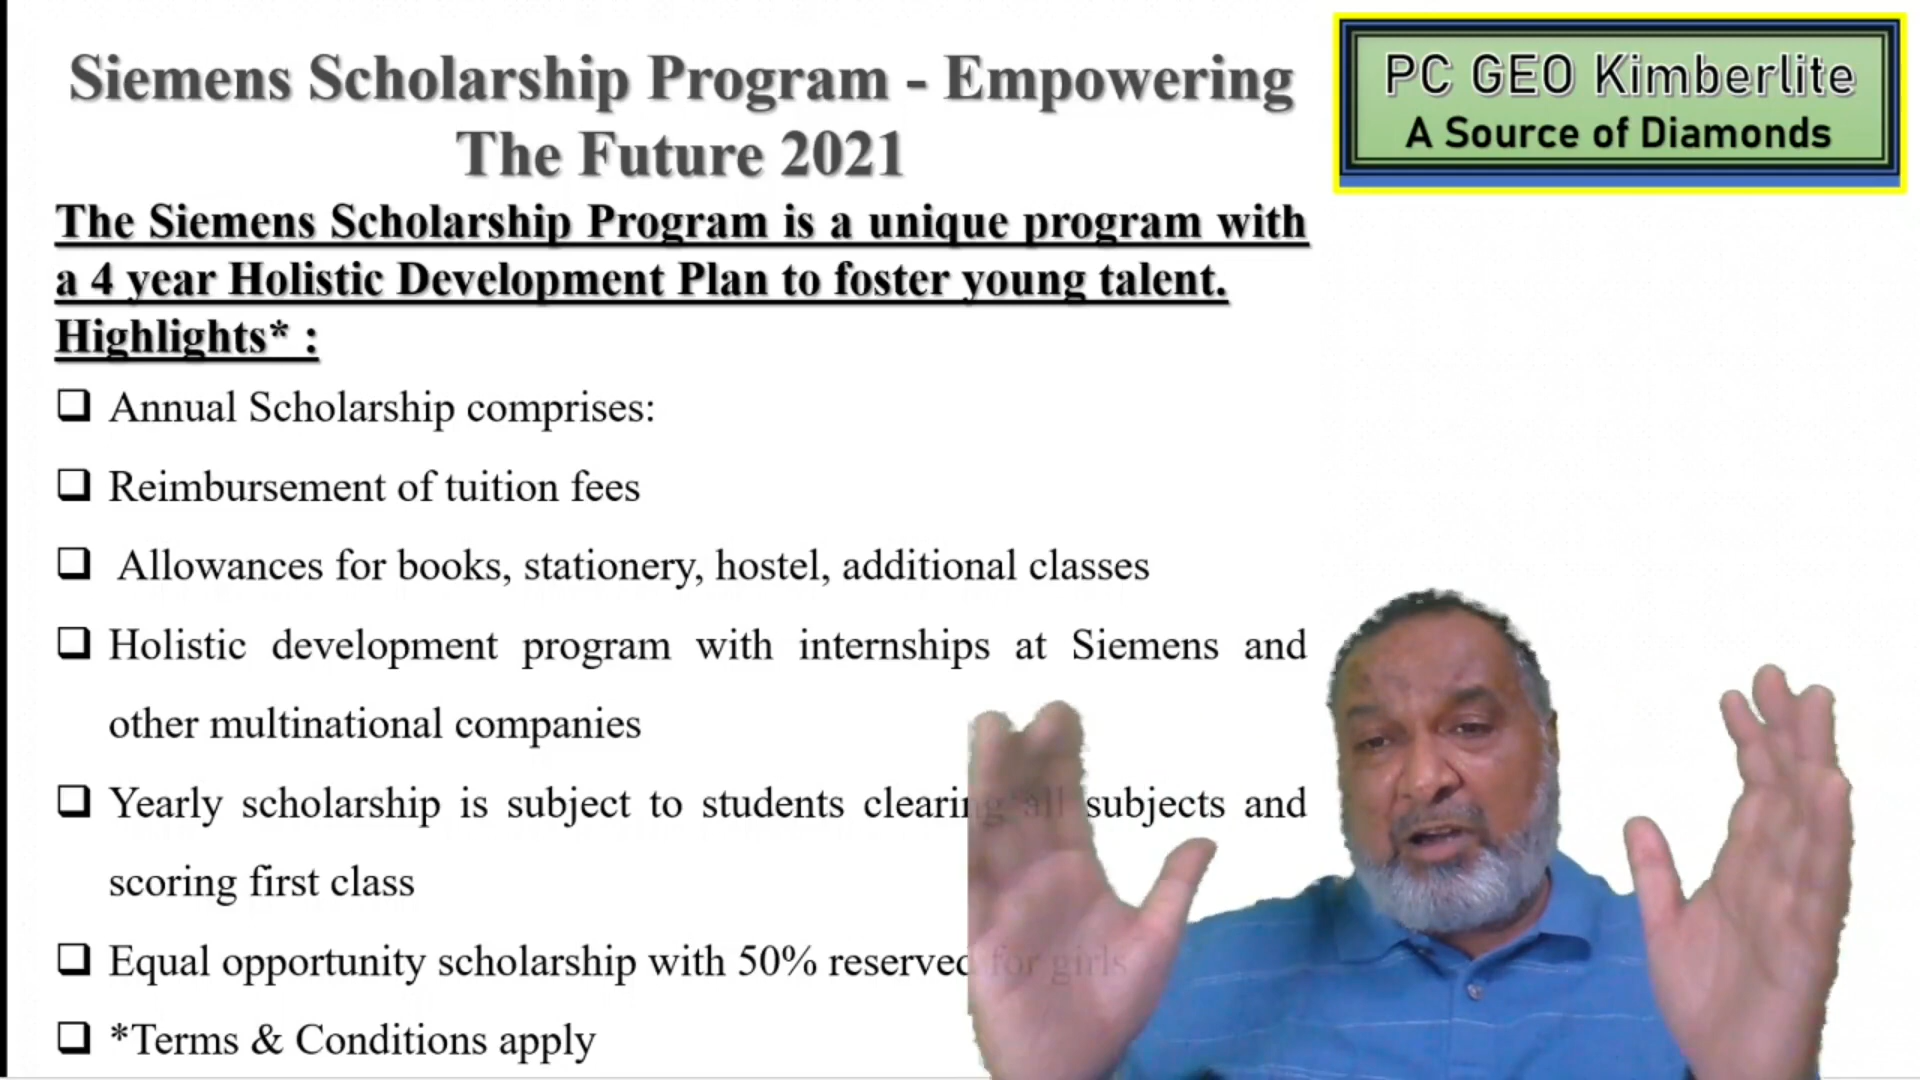 Siemens Scholarship Program - Empowering
The Future 2021
PC GEO Kimberlite
A Source of Diamonds
The Siemens Scholarship Program is a unique program with
a 4 year Holistic Development Plan to foster young talent.
Highlights* :
Annual Scholarship comprises:
Reimbursement of tuition fees
Allowances for books, stationery, hostel, additional classes
Holistic development program with internships at Siemens and
other multinational companies
Yearly scholarship is subject to students clearing all subjects and
scoring first class
Equal opportunity scholarship with 50% reserved for girls
*Terms & Conditions apply